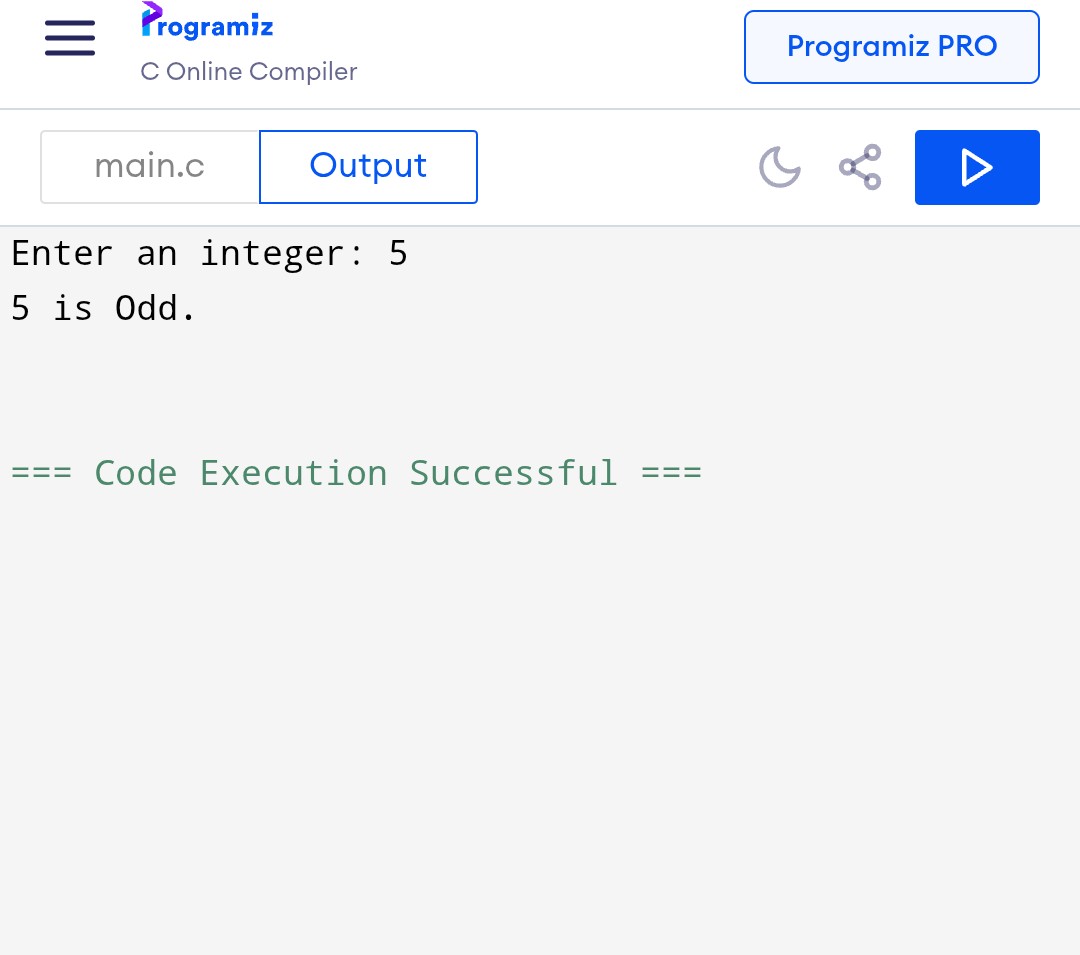 Programiz
C Online Compiler
Programiz PRO
main.c
Output
Enter an integer: 5
5 is Odd.
=== Code Execution Successful ===